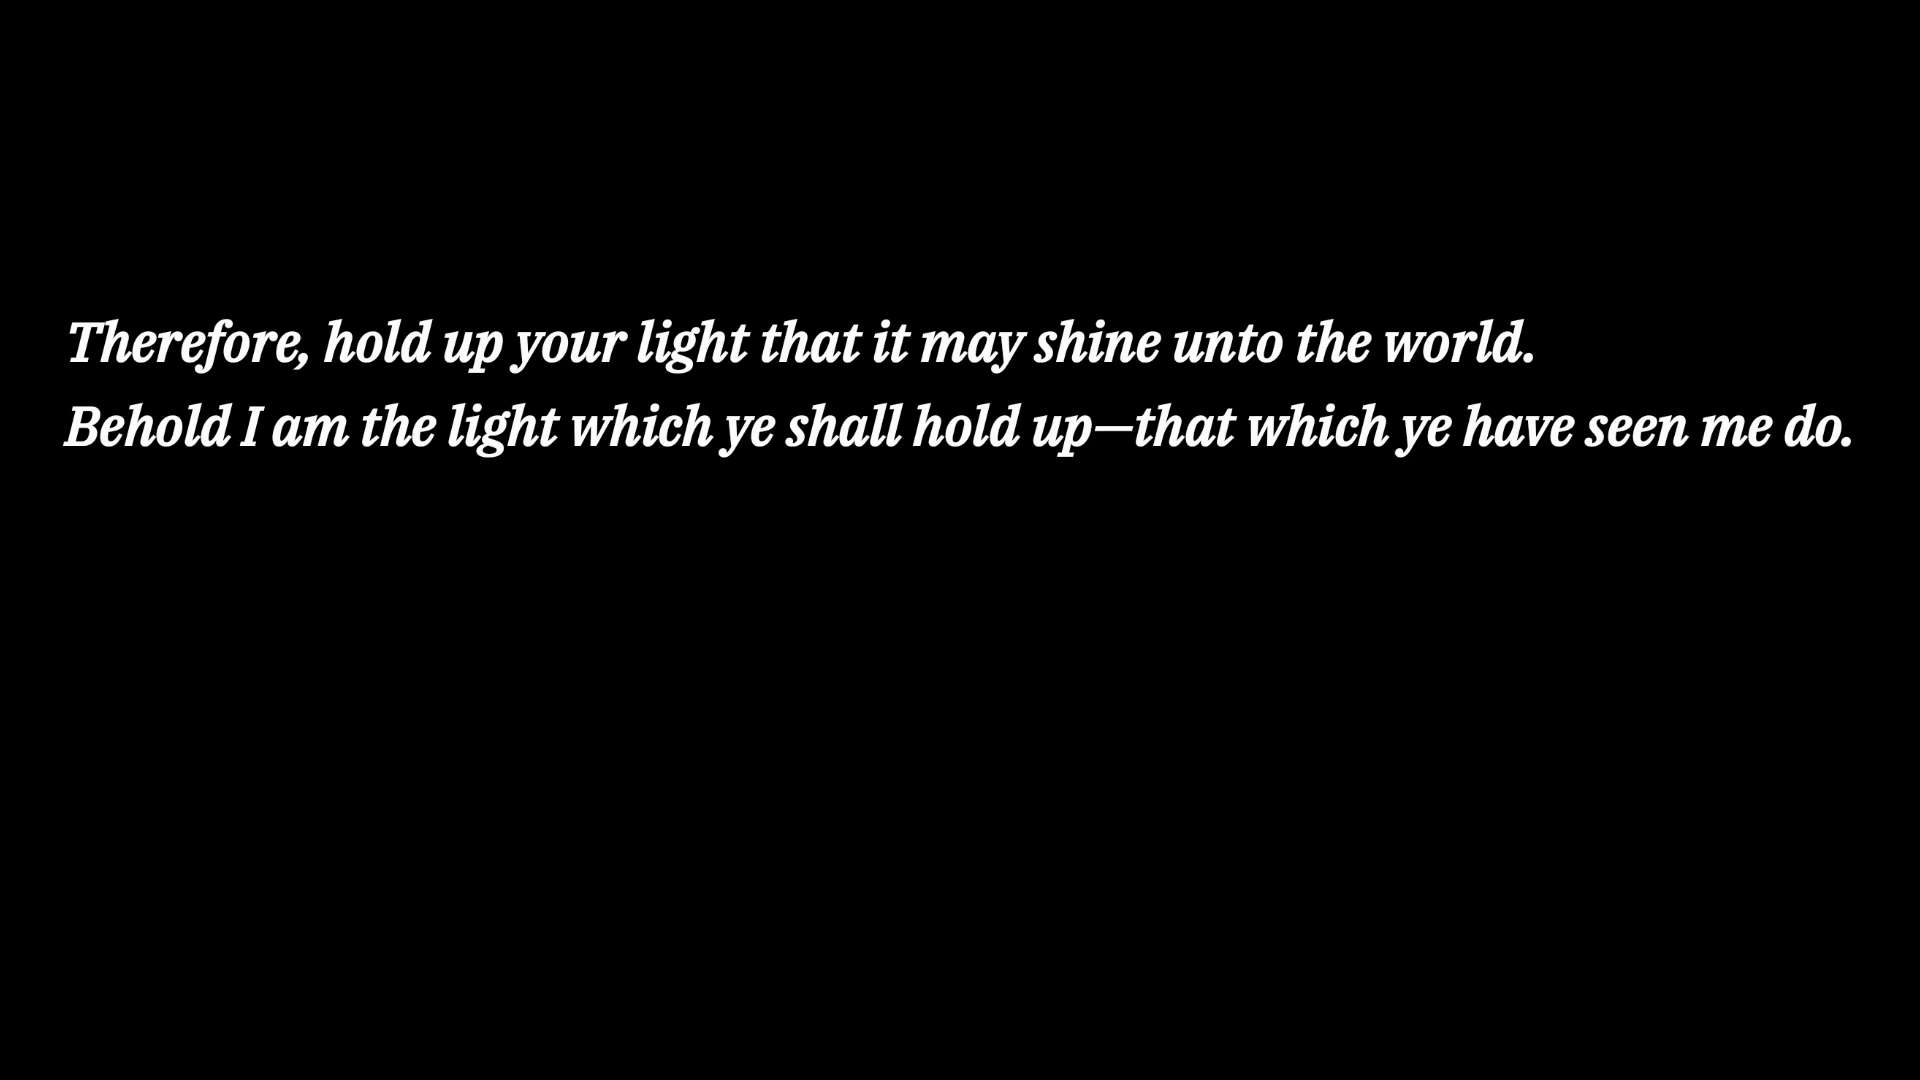 Therefore, hold up your light that it may shine unto the world.
Behold I am the light which ye shall hold up—that which ye have seen me do.